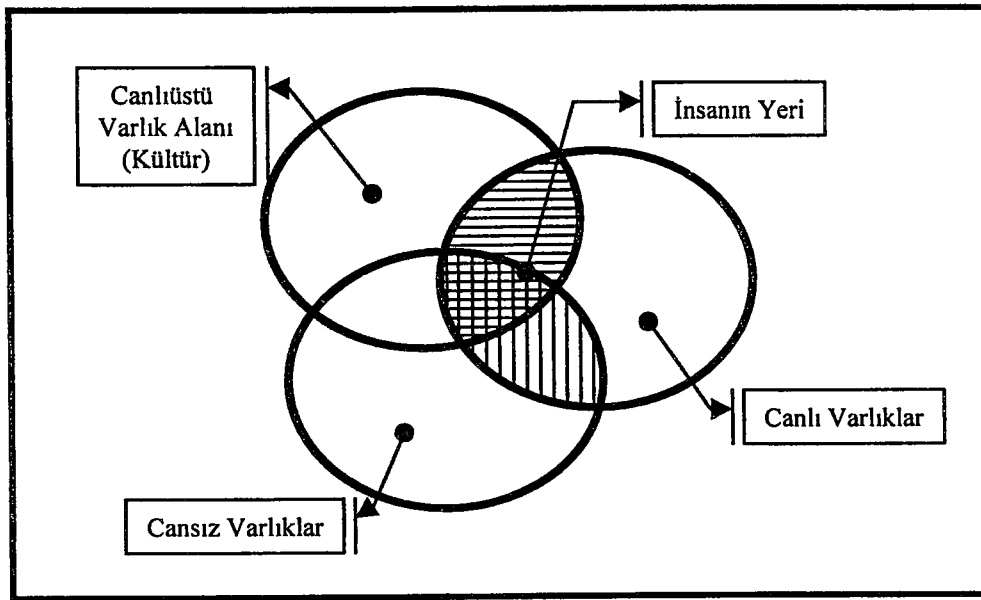 Canlıüstü
Varlık Alanı
(Kültür)
İnsanın Yeri
Canlı Varlıklar
Cansız Varlıklar